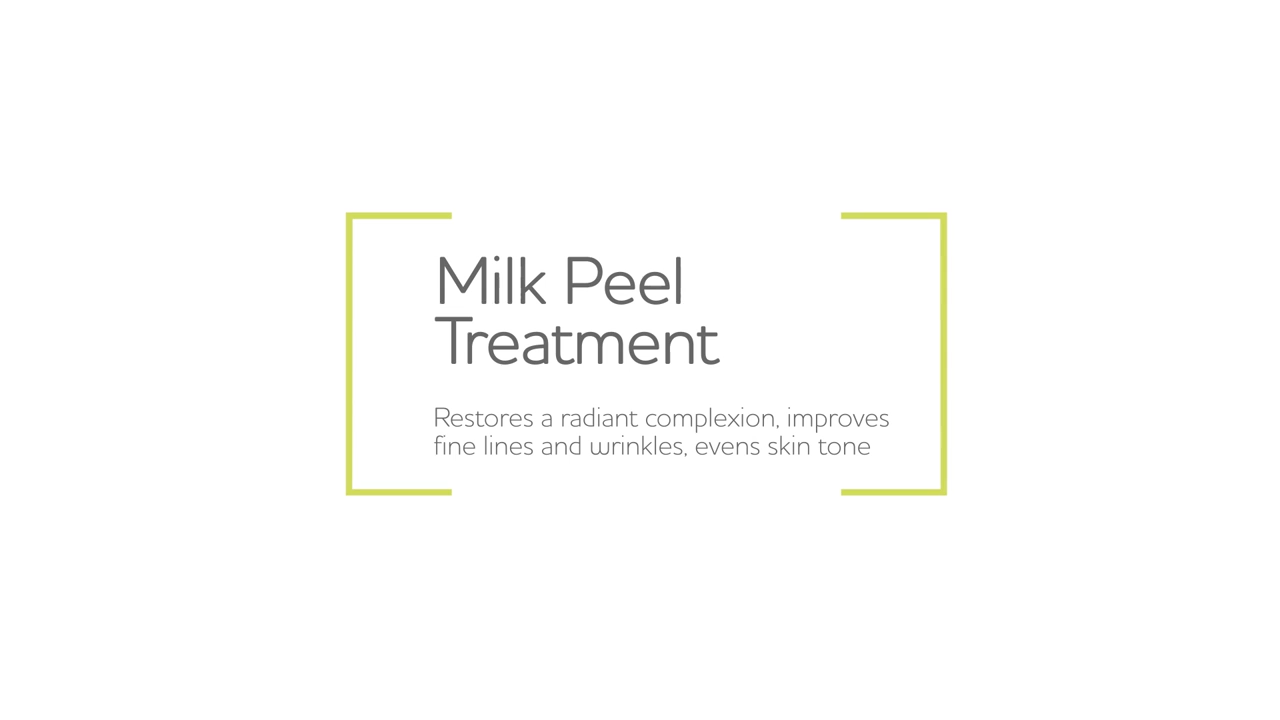 Milk Peel
Treatment
Restores a radiant complexion, improves
fine lines and wrinkles, evens skin tone